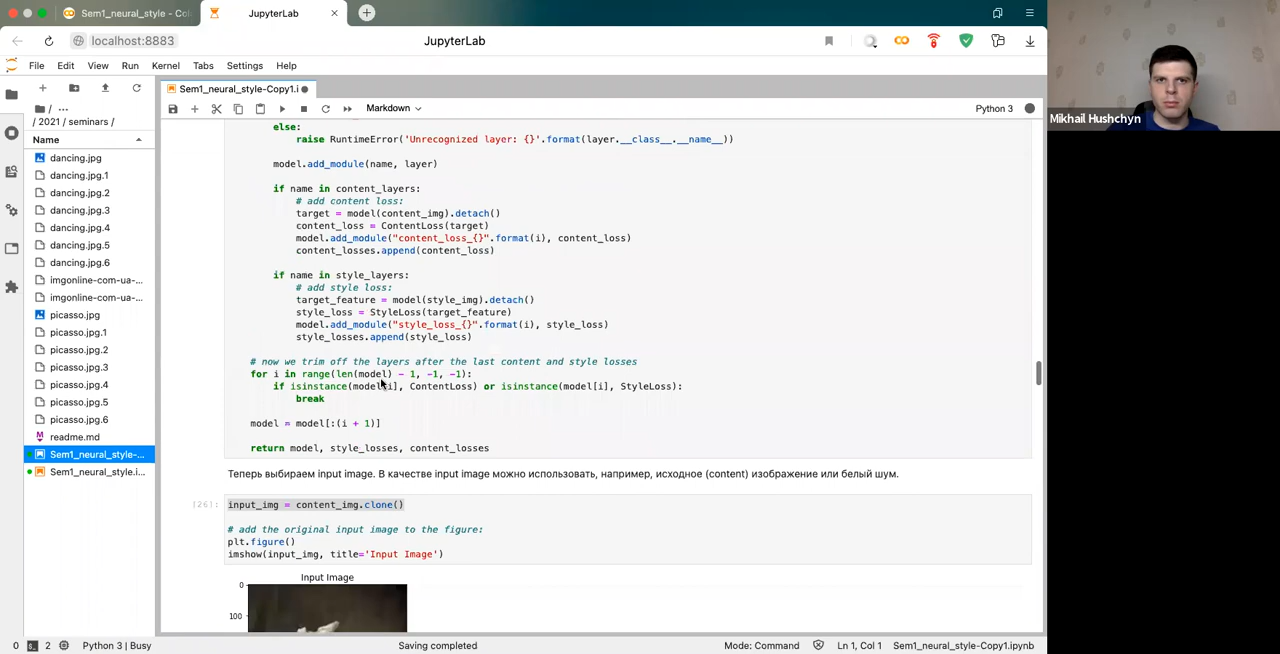 Sem1_neural_style - Col
JupyterLab
localhost:8883
JupyterLab
File Edit View Run Kernel Tabs Settings Help
Sem1_neural_style-Copy1.i
Markdown
Python 3
/ ...
/ 2021 / seminars /
Name
dancing.jpg
dancing.jpg.1
dancing.jpg.2
dancing.jpg.3
dancing.jpg.4
dancing.jpg.5
dancing.jpg.6
imgonline-com-ua-...
imgonline-com-ua-...
picasso.jpg
picasso.jpg.1
picasso.jpg.2
picasso.jpg.3
picasso.jpg.4
picasso.jpg.5
picasso.jpg.6
readme.md
Sem1_neural_style-...
Sem1_neural_style.i...
else:
raise RuntimeError('Unrecognized layer: {}'.format(layer.__class__.__name__))
model.add_module(name, layer)
if name in content_layers:
# add content loss:
target = model(content_img).detach()
content_loss = ContentLoss(target)
model.add_module("content_loss_{}".format(i), content_loss)
content_losses.append(content_loss)
if name in style_layers:
# add style loss:
target_feature = model(style_img).detach()
style_loss = StyleLoss(target_feature)
model.add_module("style_loss_{}".format(i), style_loss)
style_losses.append(style_loss)
# now we trim off the layers after the last content and style losses
for i in range(len(model) - 1, -1, -1):
if isinstance(model[i], ContentLoss) or isinstance(model[i], StyleLoss):
break
model = model[:(i + 1)]
return model, style_losses, content_losses
Теперь выбираем input image. В качестве input image можно использовать, например, исходное (content) изображение или белый шум.
[26]:
input_img = content_img.clone()
# add the original input image to the figure:
plt.figure()
imshow(input_img, title='Input Image')
Input Image
0
100
0 2 Python 3 | Busy Saving completed Mode: Command Ln 1, Col 1 Sem1_neural_style-Copy1.ipynb
Mikhail Hushchyn